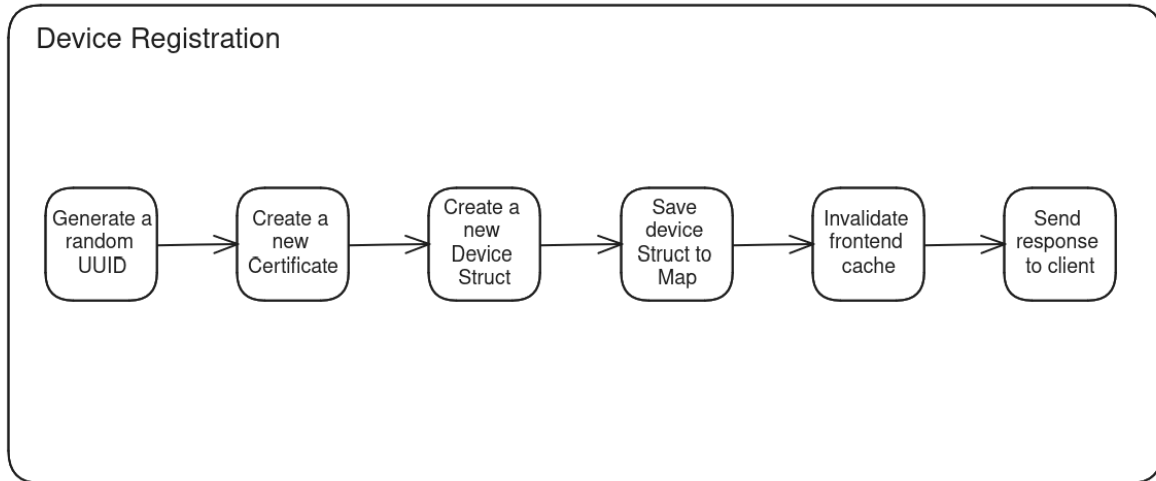 Device Registration
Generate a
random
UUID
Create a
new
Certificate
Create a
new
Device
Struct
Save
device
Struct to
Map
Invalidate
frontend
cache
Send
response
to client